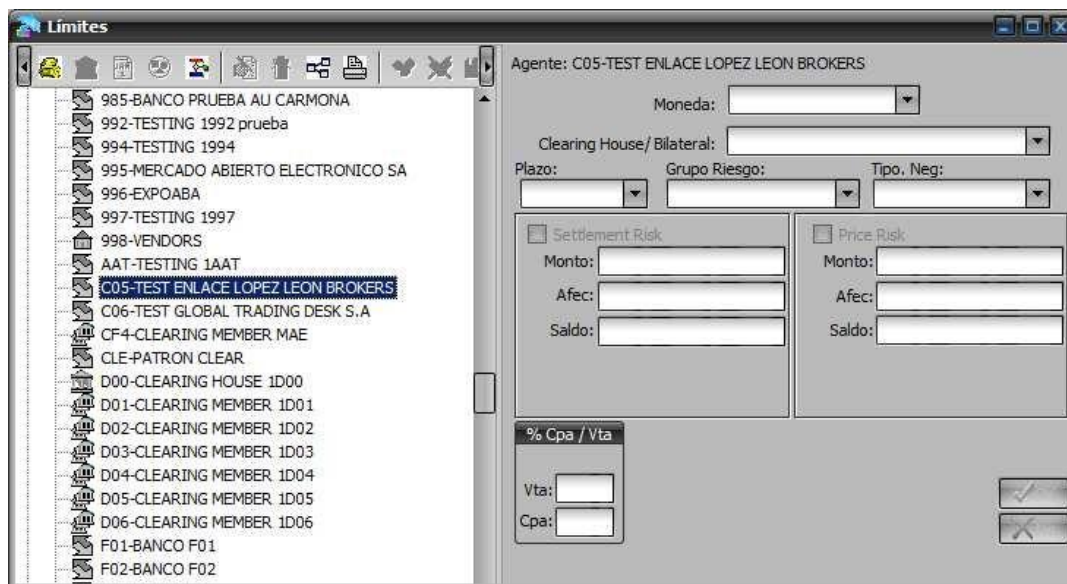 Límites
985-BANCO PRUEBA AU CARMONA
992-TESTING 1992 prueba
994-TESTING 1994
995-MERCADO ABIERTO ELECTRONICO SA
996-EXPOABA
997-TESTING 1997
998-VENDORS
AAT-TESTING 1AAT
C05-TEST ENLACE LOPEZ LEON BROKERS
C06-TEST GLOBAL TRADING DESK S.A
CF4-CLEARING MEMBER MAE
CLE-PATRON CLEAR
D00-CLEARING HOUSE 1D00
D01-CLEARING MEMBER 1D01
D02-CLEARING MEMBER 1D02
D03-CLEARING MEMBER 1D03
D04-CLEARING MEMBER 1D04
D05-CLEARING MEMBER 1D05
D06-CLEARING MEMBER 1D06
F01-BANCO F01
F02-BANCO F02
Agente: C05-TEST ENLACE LOPEZ LEON BROKERS
Moneda:
Clearing House/ Bilateral:
Plazo: Grupo Riesgo: Tipo. Neg:
Settlement Risk
Monto:
Afec:
Saldo:
Price Risk
Monto:
Afec:
Saldo:
% Cpa / Vta
Vta:
Cpa: